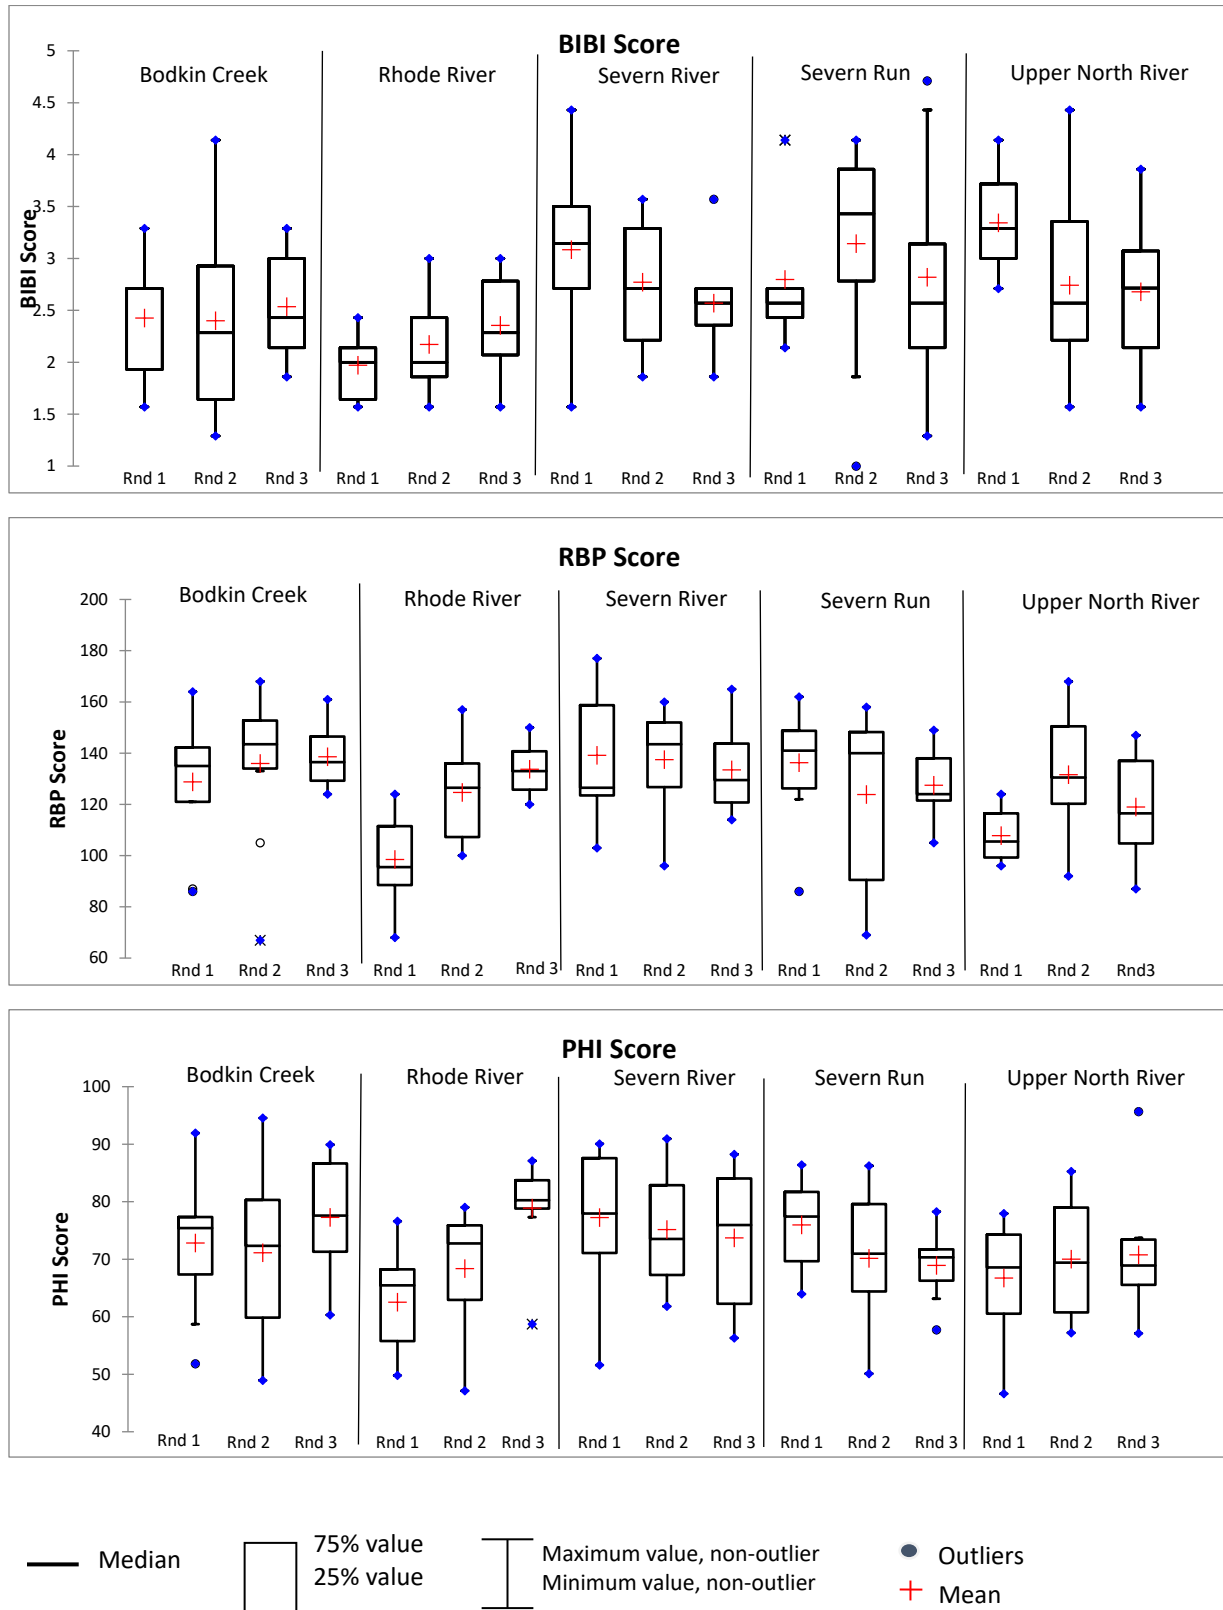 BIBI Score
Bodkin Creek Rhode River Severn River Severn Run Upper North River
BIBI Score
5
4.5
4
3.5
3
2.5
2
1.5
1
Rnd 1 Rnd 2 Rnd 3 Rnd 1 Rnd 2 Rnd 3 Rnd 1 Rnd 2 Rnd 3 Rnd 1 Rnd 2 Rnd 3 Rnd 1 Rnd 2 Rnd 3
RBP Score
Bodkin Creek Rhode River Severn River Severn Run Upper North River
RBP Score
200
180
160
140
120
100
80
60
Rnd 1 Rnd 2 Rnd 3 Rnd 1 Rnd 2 Rnd 3 Rnd 1 Rnd 2 Rnd 3 Rnd 1 Rnd 2 Rnd 3 Rnd 1 Rnd 2 Rnd3
PHI Score
Bodkin Creek Rhode River Severn River Severn Run Upper North River
PHI Score
100
90
80
70
60
50
40
Rnd 1 Rnd 2 Rnd 3 Rnd 1 Rnd 2 Rnd 3 Rnd 1 Rnd 2 Rnd 3 Rnd 1 Rnd 2 Rnd 3 Rnd 1 Rnd 2 Rnd 3
Median
75% value
25% value
Maximum value, non-outlier
Minimum value, non-outlier
Outliers
Mean